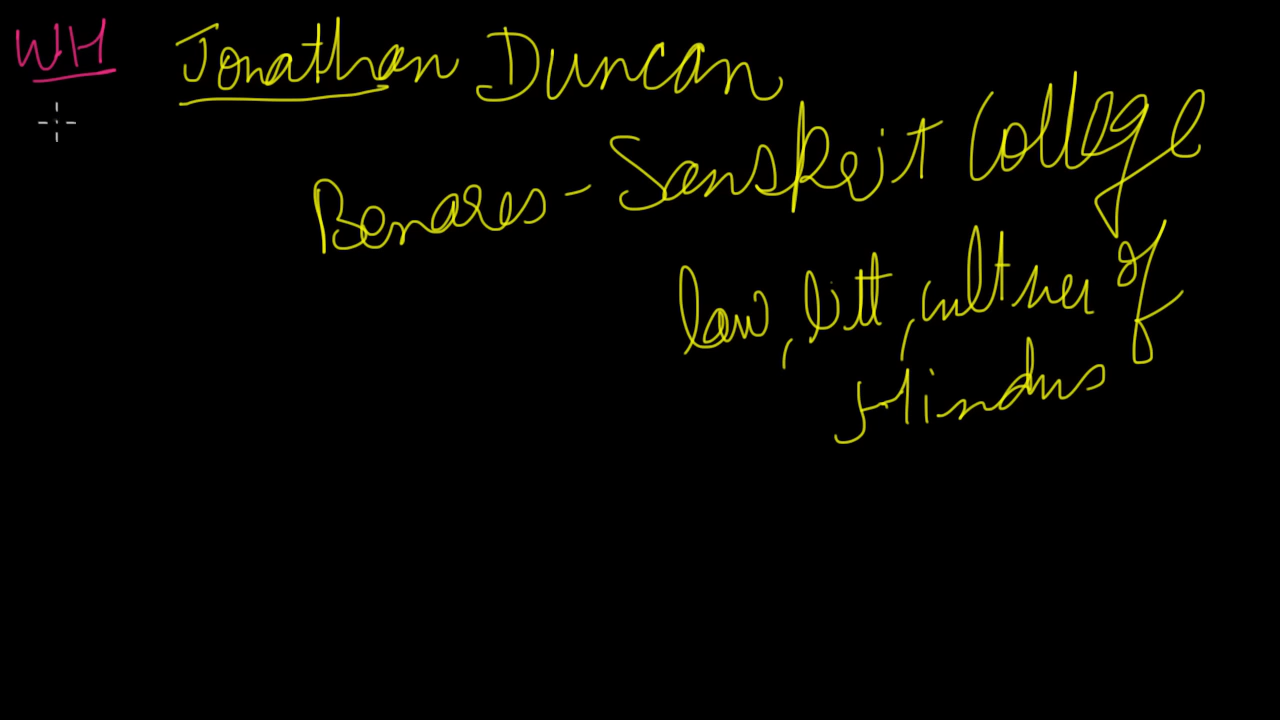 WH Jonathan Duncan
Benares - Sanskrit College
law, litt, culture of
Hindus